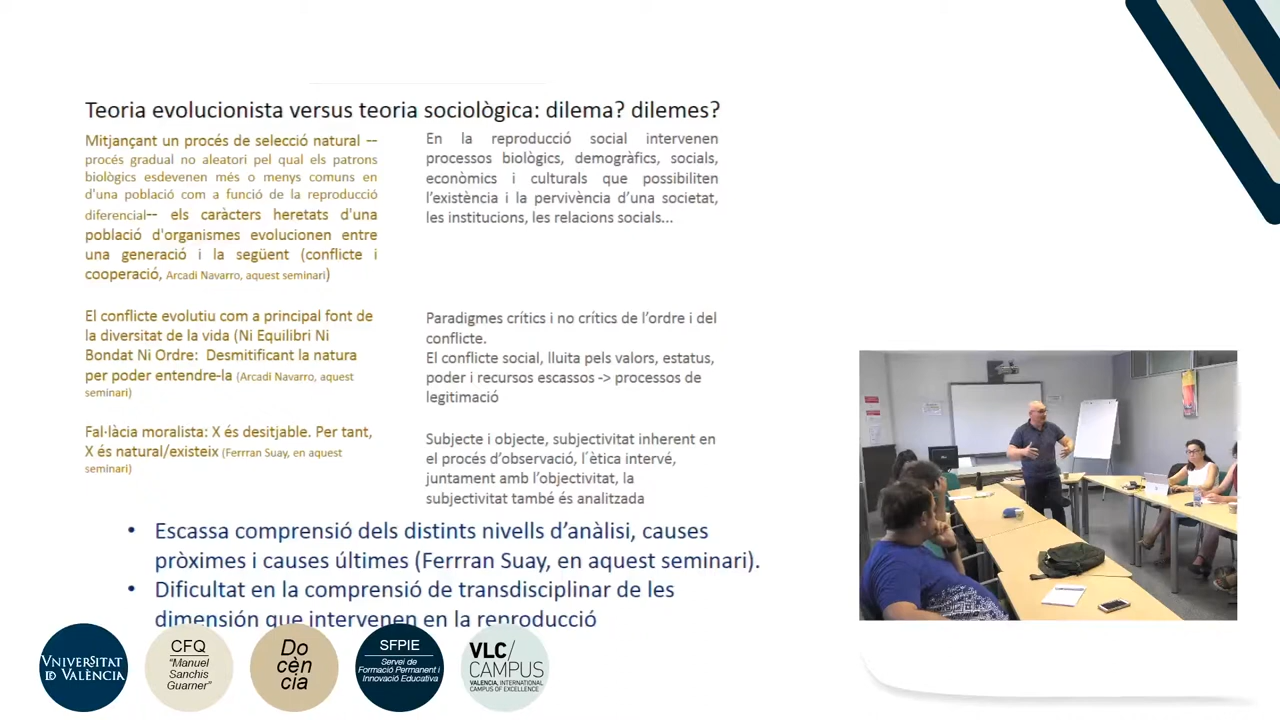 Teoria evolucionista versus teoria sociològica: dilema? dilemes?
Mitjançant un procés de selecció natural --
procés gradual no aleatori pel qual els patrons
biològics esdevenen més o menys comuns en
d'una població com a funció de la reproducció
diferencial-- els caràcters heretats d'una
població d'organismes evolucionen entre
una generació i la següent (conflicte i
cooperació, Arcadi Navarro, aquest seminari)
En la reproducció social intervenen
processos biològics, demogràfics, socials,
econòmics i culturals que possibiliten
l'existència i la pervivència d'una societat,
les institucions, les relacions socials...
El conflicte evolutiu com a principal font de
la diversitat de la vida (Ni Equilibri Ni
Bondat Ni Ordre: Desmitificant la natura
per poder entendre-la (Arcadi Navarro, aquest
seminari)
Paradigmes crítics i no crítics de l'ordre i del
conflicte.
El conflicte social, lluita pels valors, estatus,
poder i recursos escassos -> processos de
legitimació
Fal·làcia moralista: X és desitjable. Per tant,
X és natural/existeix (Ferrran Suay, en aquest
seminari)
Subjecte i objecte, subjectivitat inherent en
el procés d'observació, l´ètica intervé,
juntament amb l'objectivitat, la
subjectivitat també és analitzada
• Escassa comprensió dels distints nivells d'anàlisi, causes
pròximes i causes últimes (Ferrran Suay, en aquest seminari).
• Dificultat en la comprensió de transdisciplinar de les
dimensión que intervenen en la reproducció
VNIVERSITAT
ID VALÈNCIA
CFQ
"Manuel
Sanchis
Guarner"
Do
cèn
cia
SFPIE
Servei de
Formació Permanent i
Innovació Educativa
VLC/
CAMPUS
VALENCIA, INTERNATIONAL
CAMPUS OF EXCELLENCE